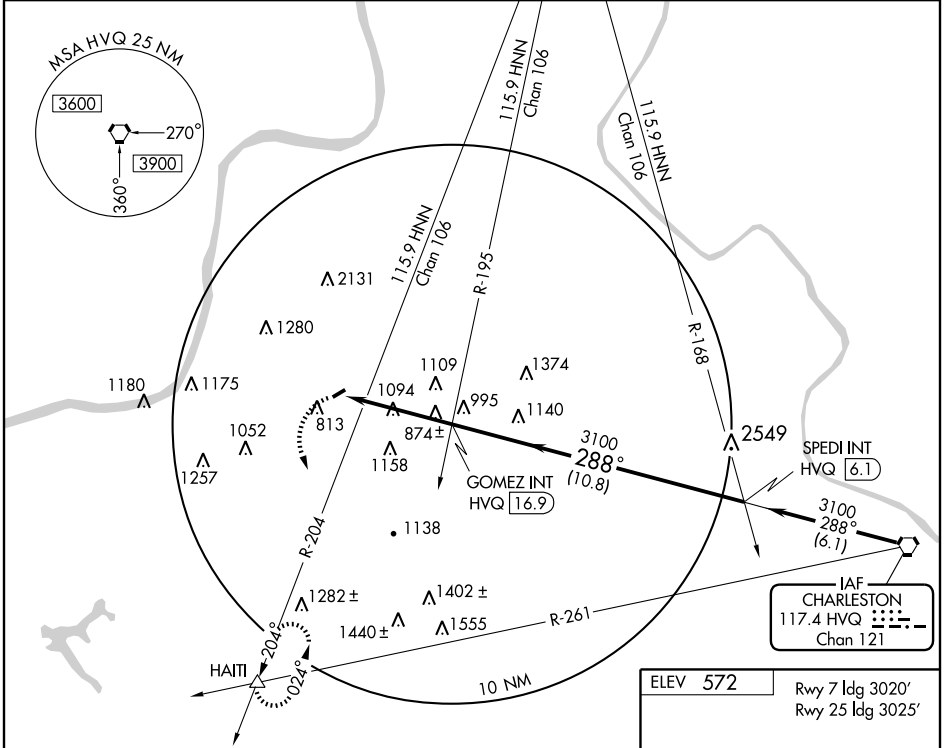 MSA HVQ 25 NM
3600
270°
3900
360°
115.9 HNN
Chan 106
115.9 HNN
Chan 106
115.9 HNN
Chan 106
R-195
R-168
R-204
2131
1280
1109
1374
1180
1175
1094
995
1140
813
874±
2549
1052
1158
1257
3100
288°
(10.8)
SPEDI INT
HVQ 6.1
GOMEZ INT
HVQ 16.9
3100
288°
(6.1)
1138
IAF
CHARLESTON
117.4 HVQ
Chan 121
1282 ±
1402 ±
1440 ±
1555
R-261
204°
024°
HAITI
10 NM
ELEV 572
Rwy 7 ldg 3020'
Rwy 25 ldg 3025'